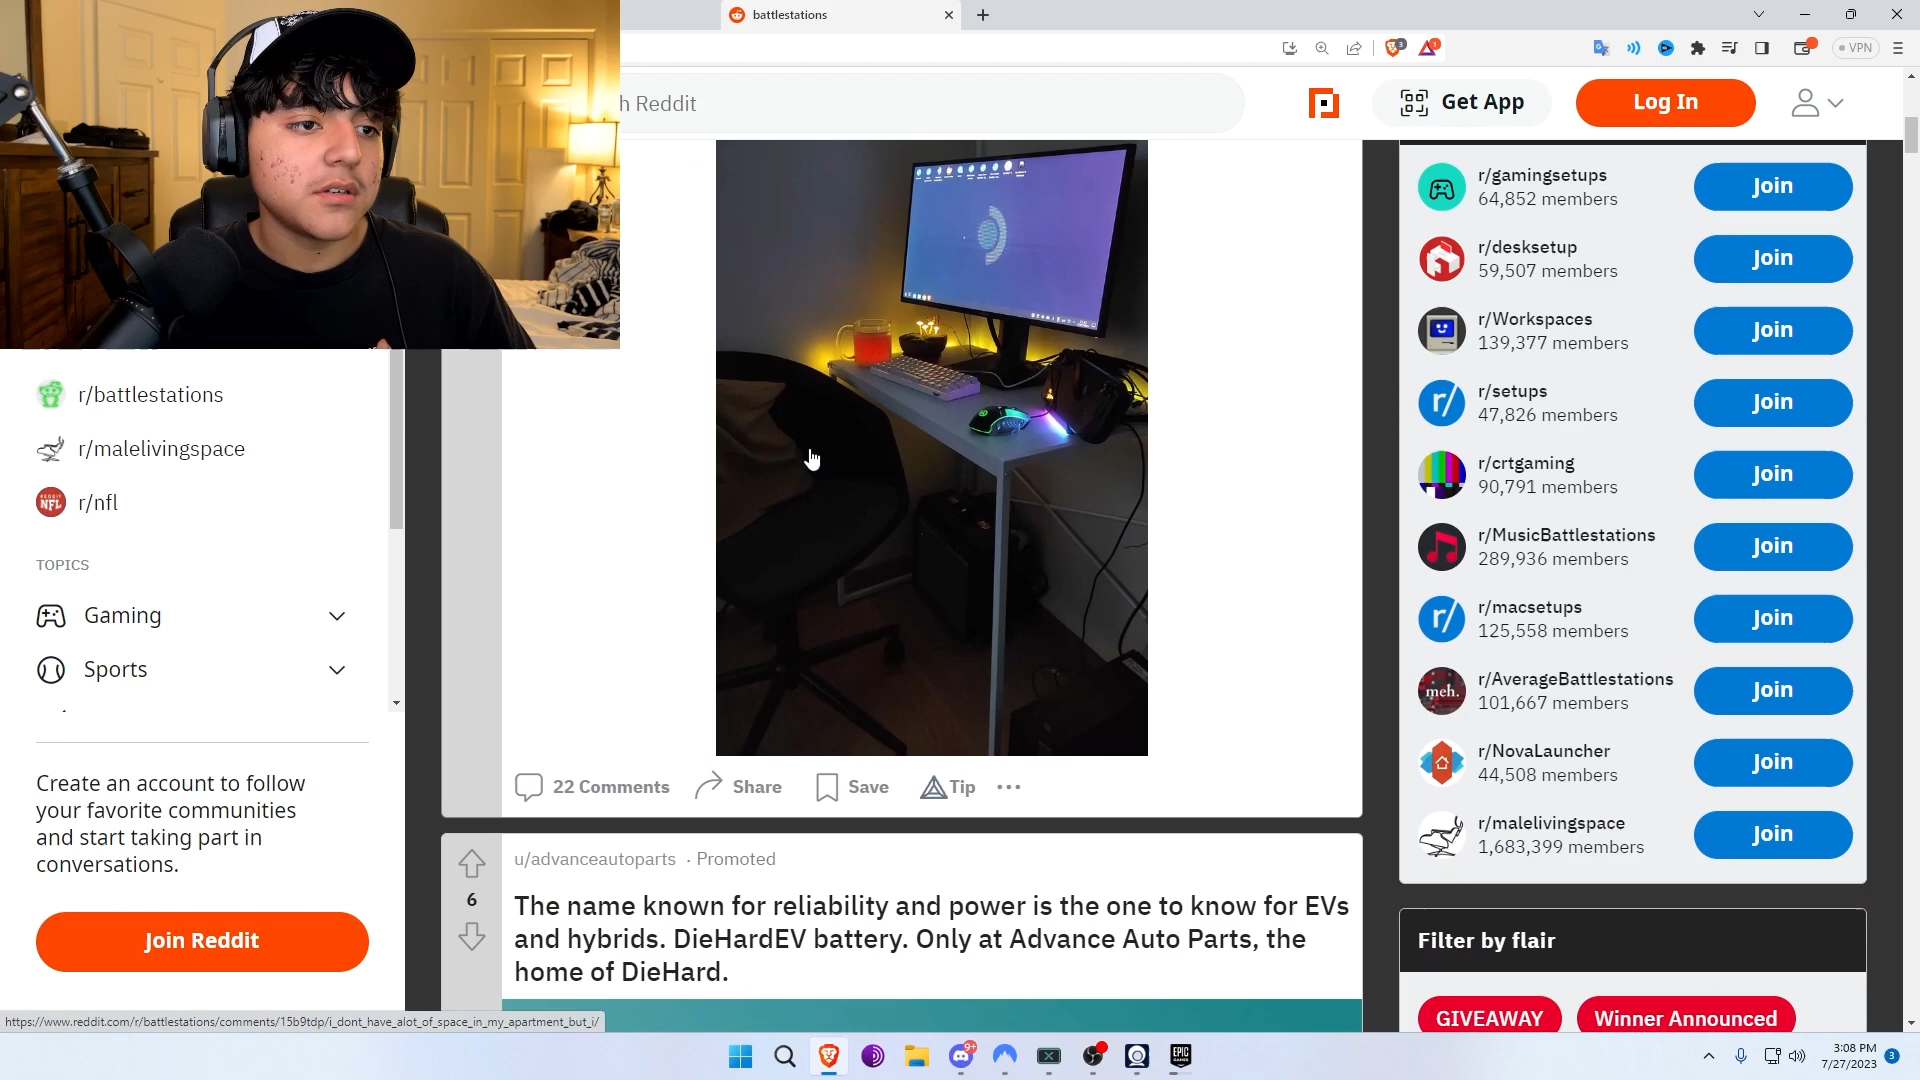 battlestations
VPN
h Reddit
Get App
Log In
r/gamingsetups
64,852 members
Join
r/desksetup
59,507 members
Join
r/Workspaces
139,377 members
Join
r/setups
47,826 members
Join
r/crtgaming
90,791 members
Join
r/MusicBattlestations
289,936 members
Join
r/macsetups
125,558 members
Join
meh.
r/AverageBattlestations
101,667 members
Join
r/NovaLauncher
44,508 members
Join
r/malelivingspace
1,683,399 members
Join
Filter by flair
GIVEAWAY
Winner Announced
r/battlestations
r/malelivingspace
NFL
r/nfl
TOPICS
Gaming
Sports
Create an account to follow
your favorite communities
and start taking part in
conversations.
Join Reddit
22 Comments
Share
Save
Tip
u/advanceautoparts · Promoted
6
The name known for reliability and power is the one to know for EVs
and hybrids. DieHardEV battery. Only at Advance Auto Parts, the
home of DieHard.
https://www.reddit.com/r/battlestations/comments/15b9tdp/i_dont_have_alot_of_space_in_my_apartment_but_i/
9+
EPIC
GAMES
3:08 PM
7/27/2023
3